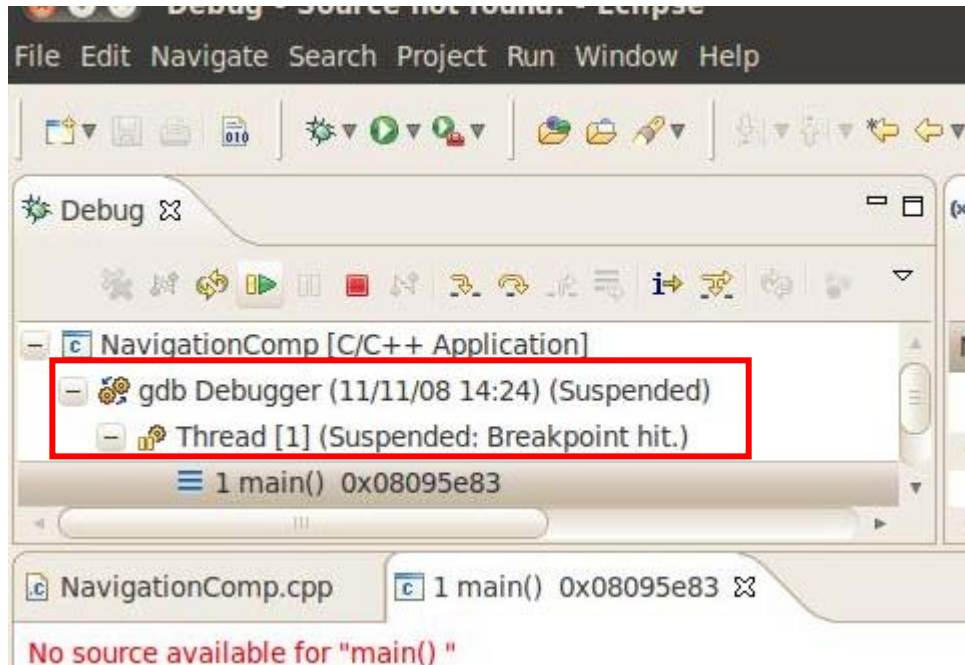 Debug - Source not found. - Eclipse
File Edit Navigate Search Project Run Window Help
010
Debug
i
(x
NavigationComp [C/C++ Application]
gdb Debugger (11/11/08 14:24) (Suspended)
Thread [1] (Suspended: Breakpoint hit.)
1 main() 0x08095e83
.c NavigationComp.cpp
c 1 main() 0x08095e83
No source available for "main() "